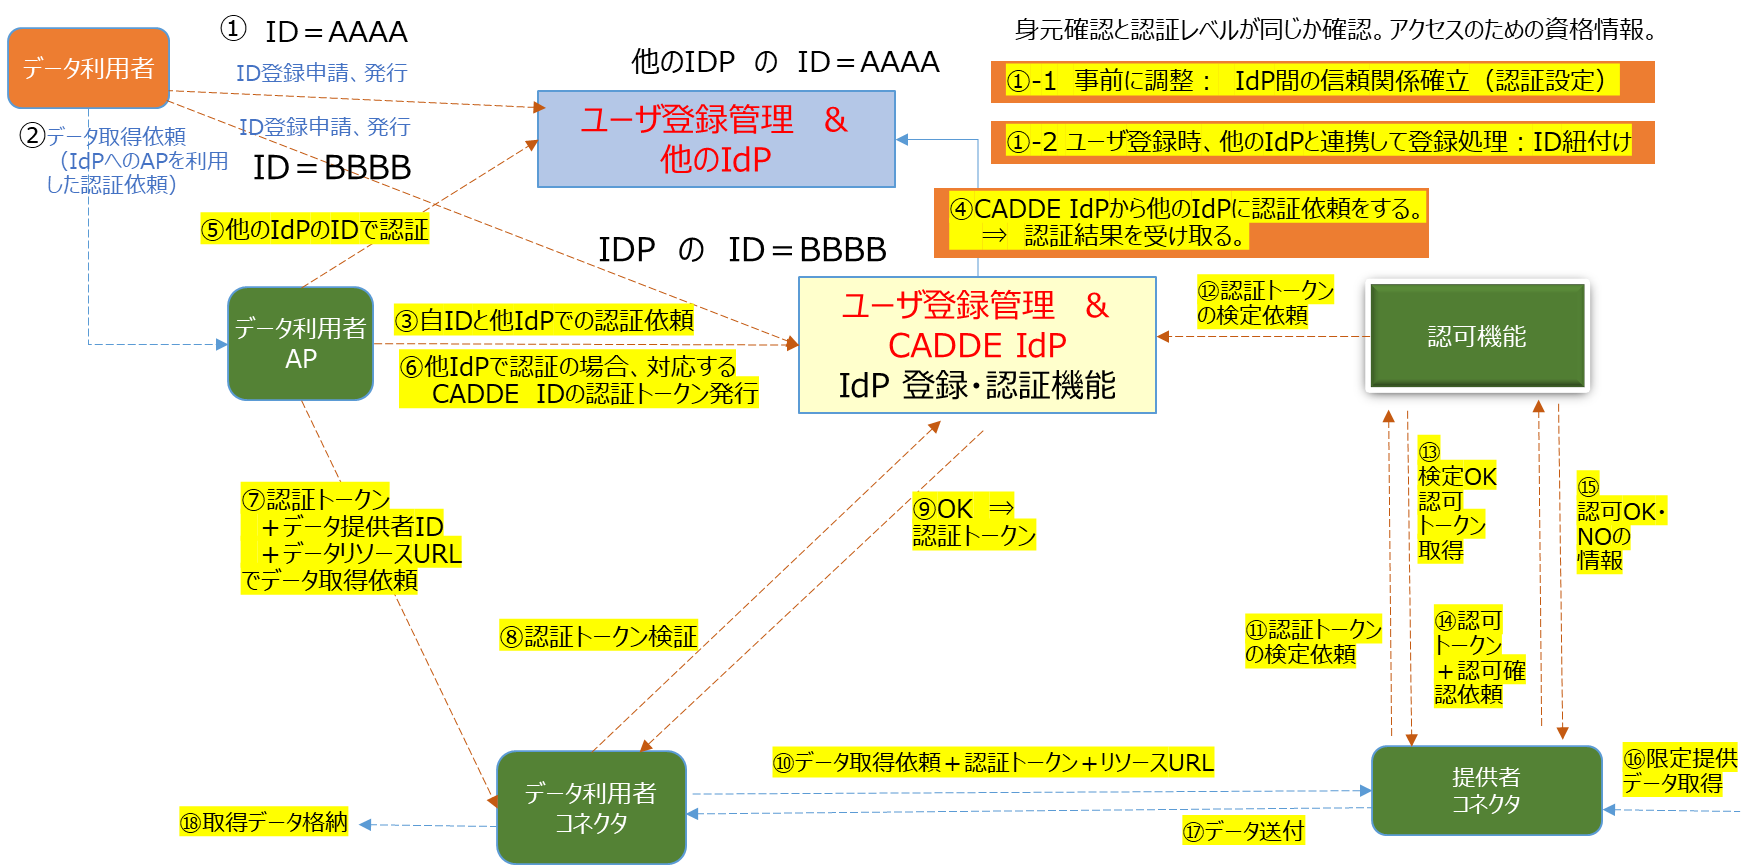 身元確認と認証レベルが同じか確認。アクセスのための資格情報。
① ID＝AAAA
データ利用者
ID登録申請、発行
他のIDP の ID＝AAAA
①-1 事前に調整： IdP間の信頼関係確立（認証設定）
ユーザ登録管理 ＆
他のIdP
①-2 ユーザ登録時、他のIdPと連携して登録処理：ID紐付け
ID登録申請、発行
ID＝BBBB
②データ取得依頼
（IdPへのAPを利用
した認証依頼）
⑤他のIdPのIDで認証
④CADDE IdPから他のIdPに認証依頼をする。
⇒ 認証結果を受け取る。
IDP の ID＝BBBB
データ利用者
AP
③自IDと他IdPでの認証依頼
⑥他IdPで認証の場合、対応する
CADDE IDの認証トークン発行
ユーザ登録管理 ＆
CADDE IdP
IdP 登録・認証機能
⑫認証トークン
の検定依頼
認可機能
⑦認証トークン
＋データ提供者ID
＋データリソースURL
でデータ取得依頼
⑧認証トークン検証
⑨OK ⇒
認証トークン
⑬
検定OK
認可
トークン
取得
⑮
認可OK・
NOの
情報
⑪認証トークン
の検定依頼
⑭認可
トークン
＋認可確
認依頼
データ利用者
コネクタ
⑩データ取得依頼＋認証トークン＋リソースURL
提供者
コネクタ
⑯限定提供
データ取得
⑰データ送付
⑱取得データ格納